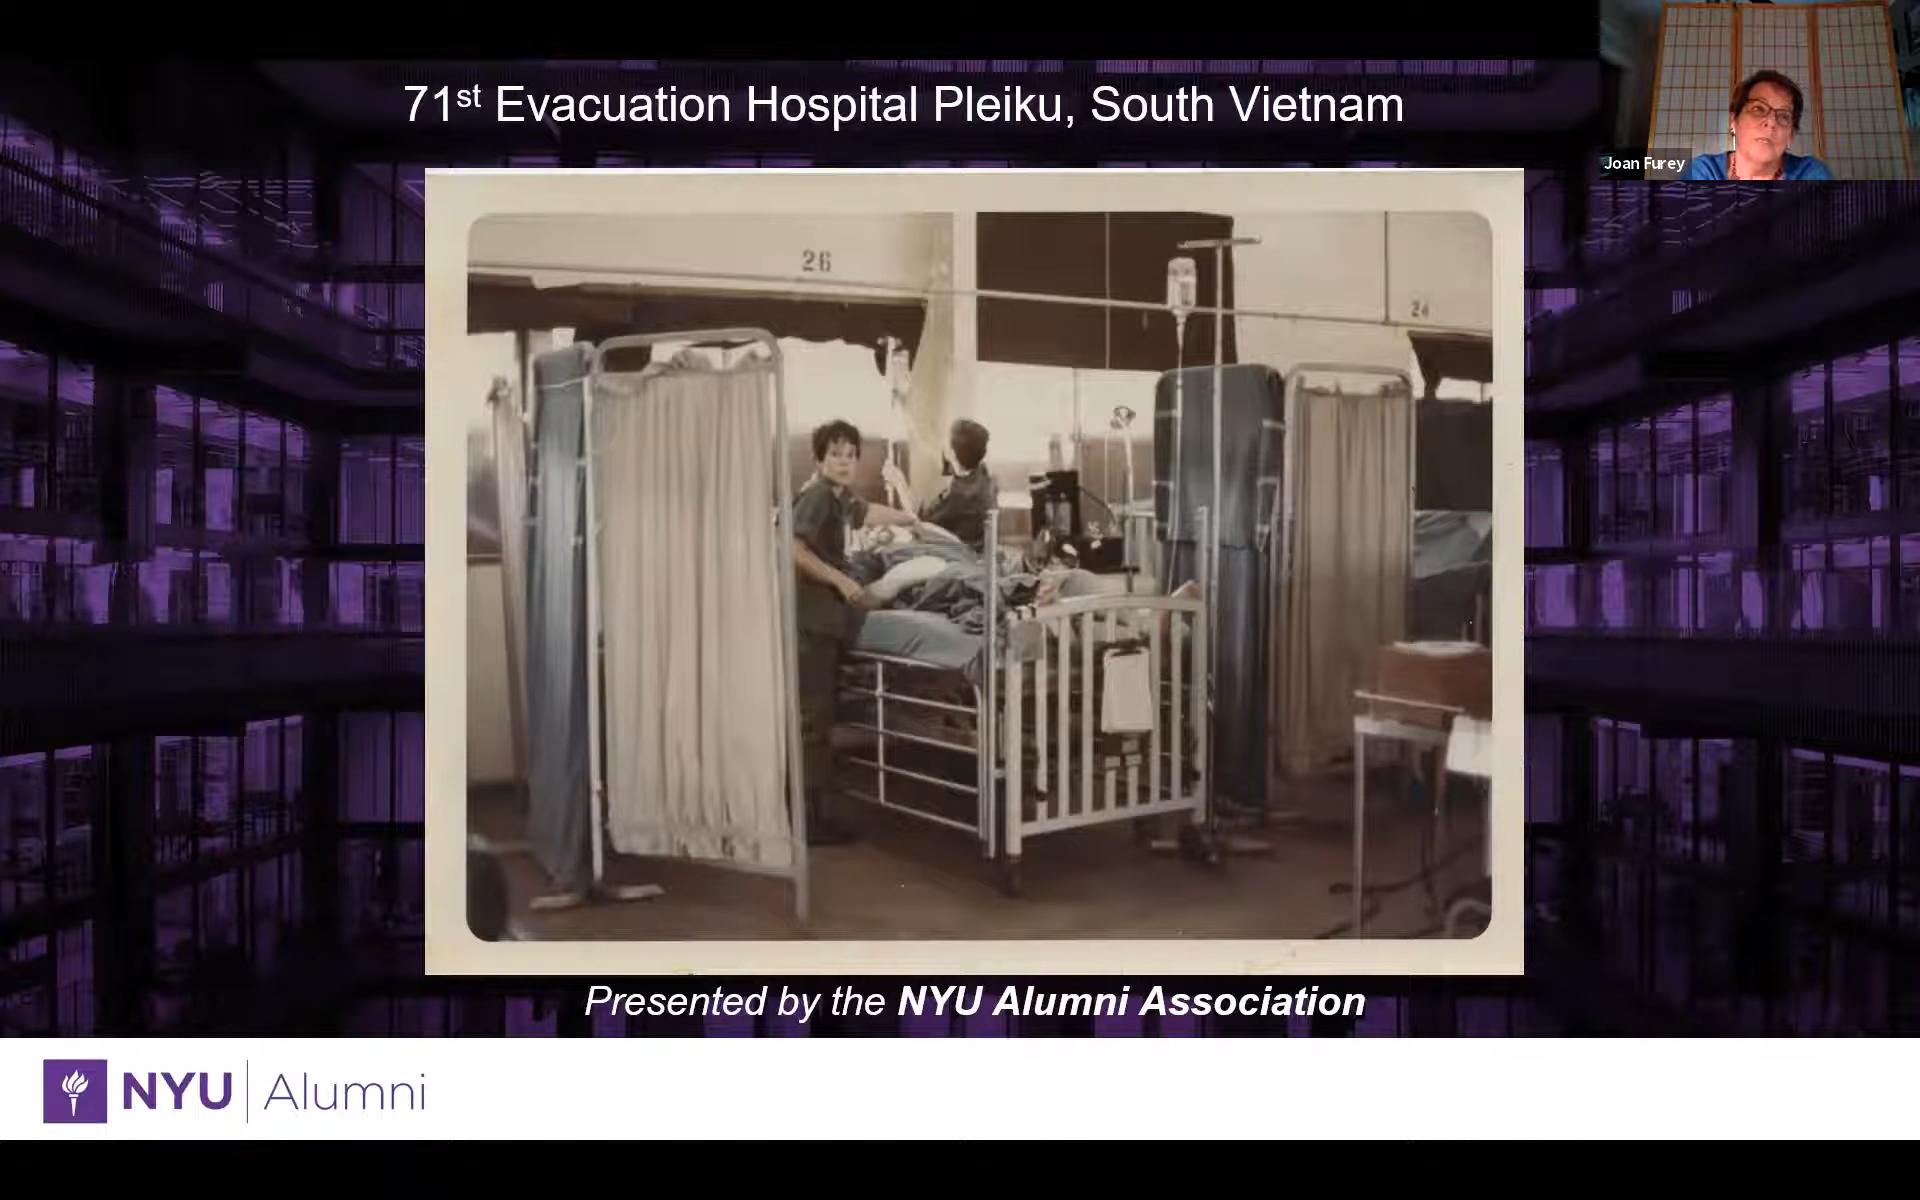 71st Evacuation Hospital Pleiku, South Vietnam
Joan Furey
26
24
Presented by the NYU Alumni Association
NYU Alumni